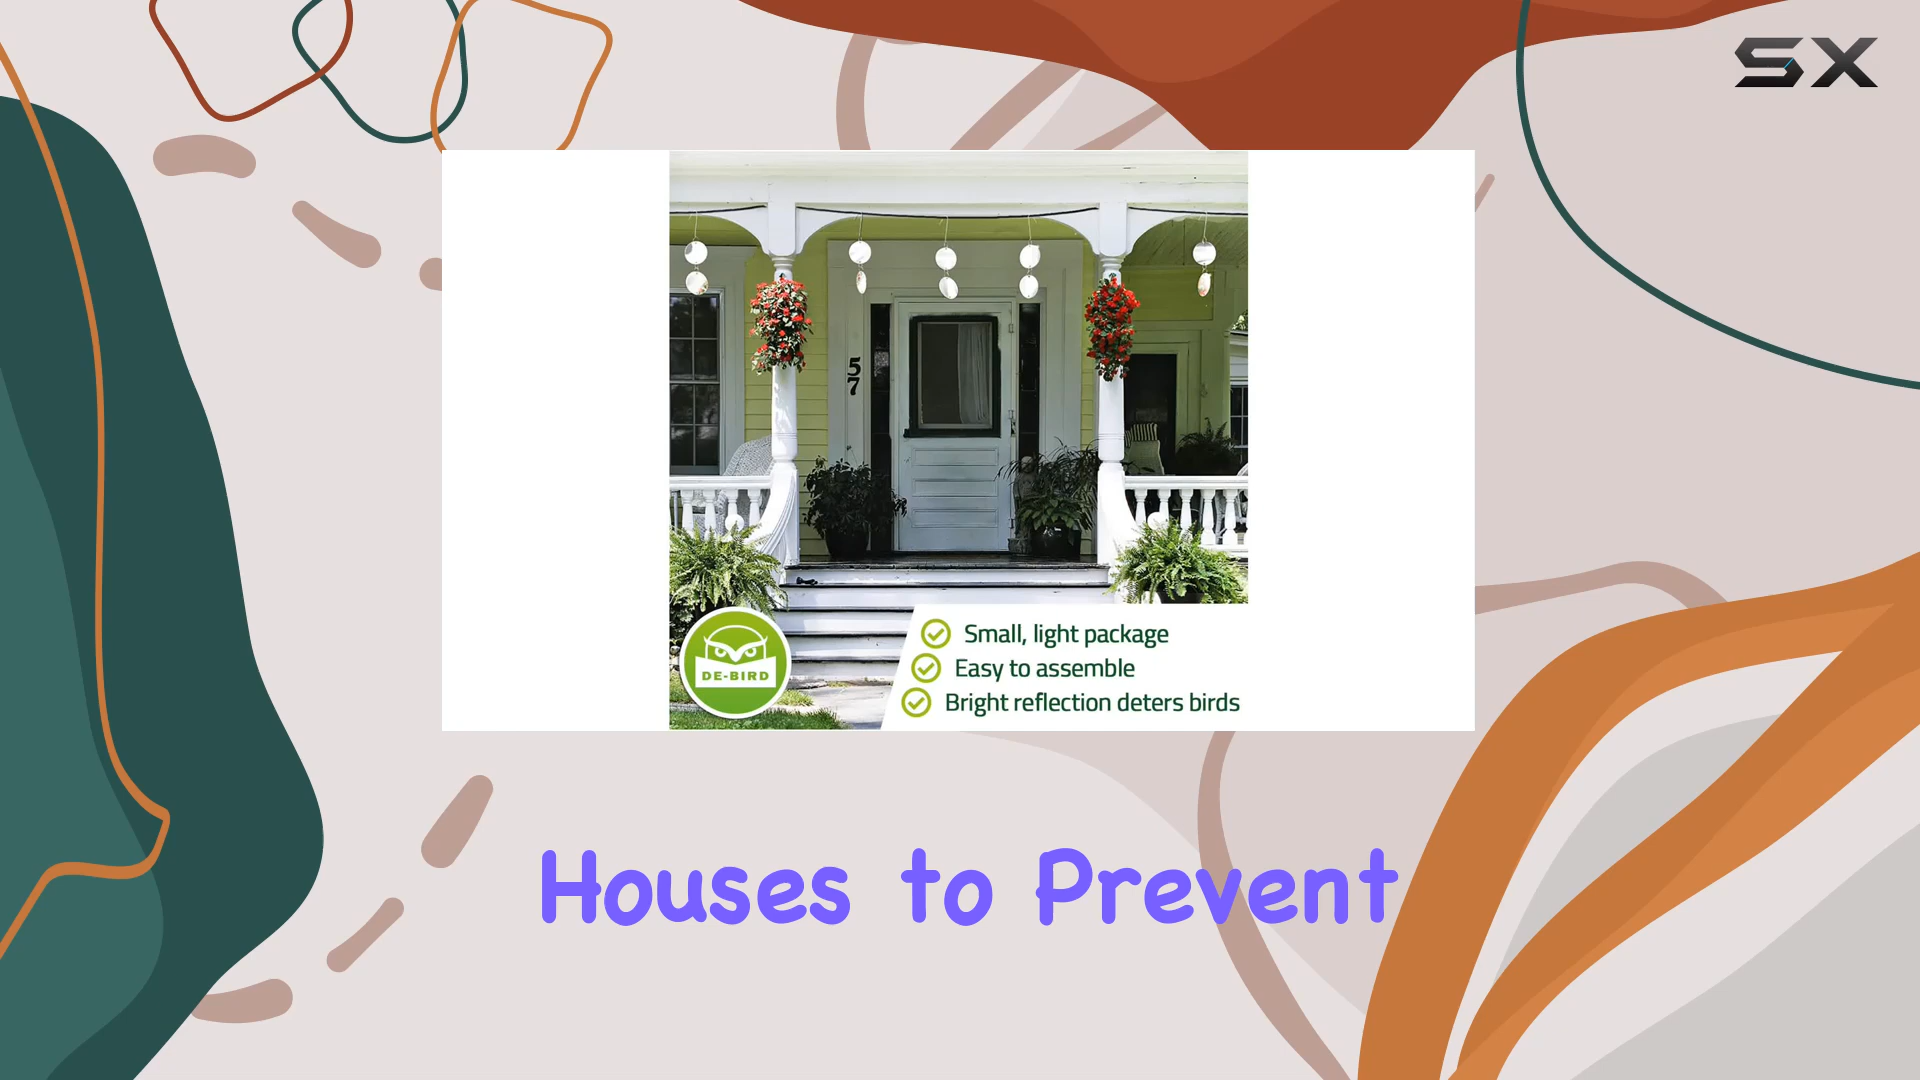 SX
5
7
DE-BIRD
Small, light package
Easy to assemble
Bright reflection deters birds
Houses to Prevent